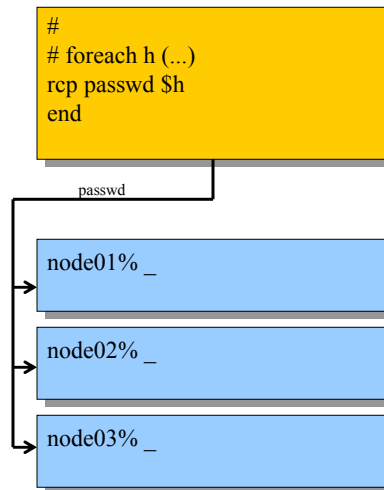 #
# foreach h (...)
rcp passwd $h
end
passwd
node01% _
node02% _
node03% _